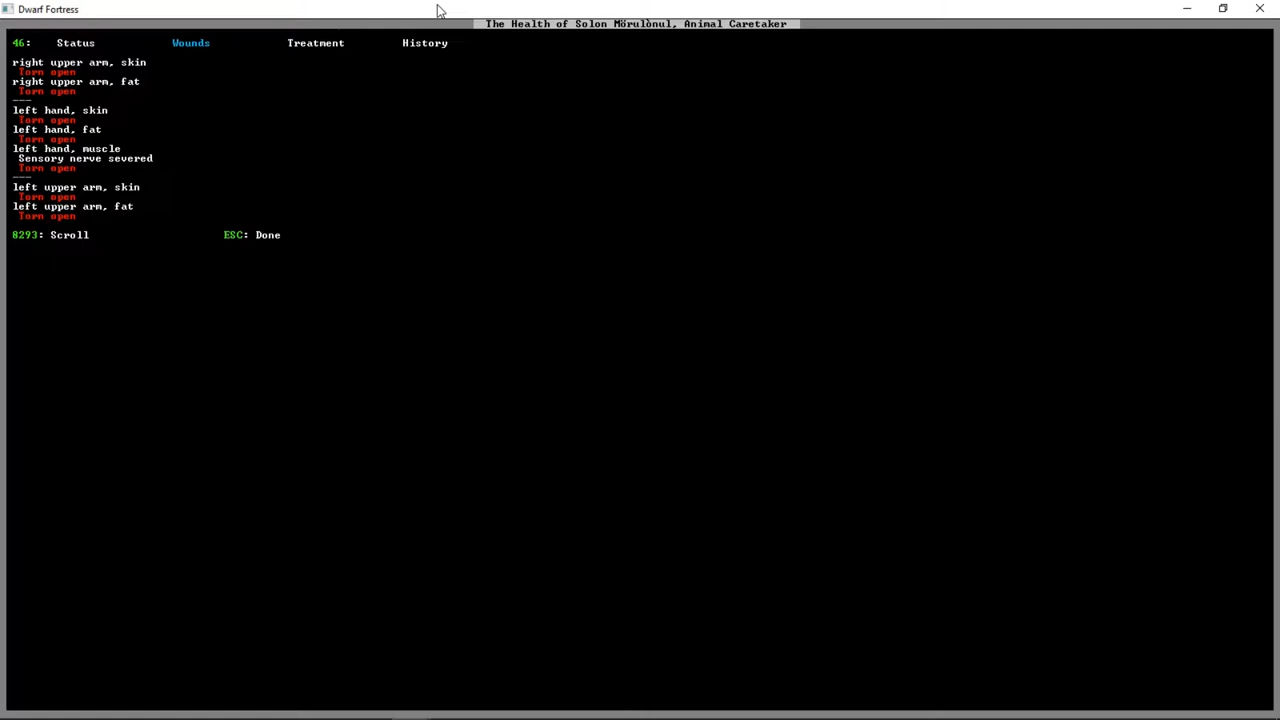 Dwarf Fortress
The Health of Solon Mörulònul, Animal Caretaker
46: Status Wounds Treatment History
right upper arm, skin
Torn open
right upper arm, fat
Torn open
---
left hand, skin
Torn open
left hand, fat
Torn open
left hand, muscle
Sensory nerve severed
Torn open
---
left upper arm, skin
Torn open
left upper arm, fat
Torn open
8293: Scroll ESC: Done